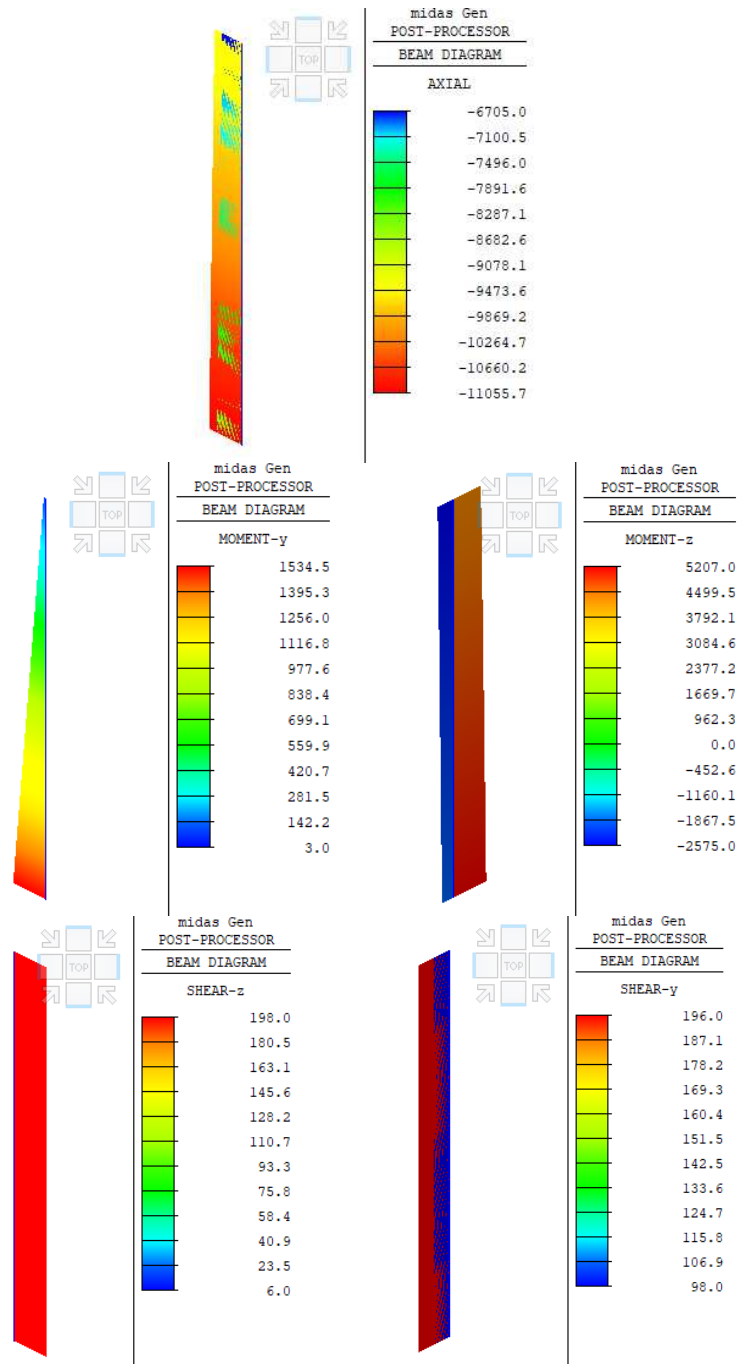 midas Gen
POST-PROCESSOR
BEAM DIAGRAM
AXIAL
TOP
-6705.0
-7100.5
-7496.0
-7891.6
-8287.1
-8682.6
-9078.1
-9473.6
-9869.2
-10264.7
-10660.2
-11055.7
midas Gen
POST-PROCESSOR
BEAM DIAGRAM
MOMENT-y
TOP
1534.5
1395.3
1256.0
1116.8
977.6
838.4
699.1
559.9
420.7
281.5
142.2
3.0
midas Gen
POST-PROCESSOR
BEAM DIAGRAM
MOMENT-z
TOP
5207.0
4499.5
3792.1
3084.6
2377.2
1669.7
962.3
0.0
-452.6
-1160.1
-1867.5
-2575.0
midas Gen
POST-PROCESSOR
BEAM DIAGRAM
SHEAR-z
TOP
198.0
180.5
163.1
145.6
128.2
110.7
93.3
75.8
58.4
40.9
23.5
6.0
midas Gen
POST-PROCESSOR
BEAM DIAGRAM
SHEAR-y
TOP
196.0
187.1
178.2
169.3
160.4
151.5
142.5
133.6
124.7
115.8
106.9
98.0